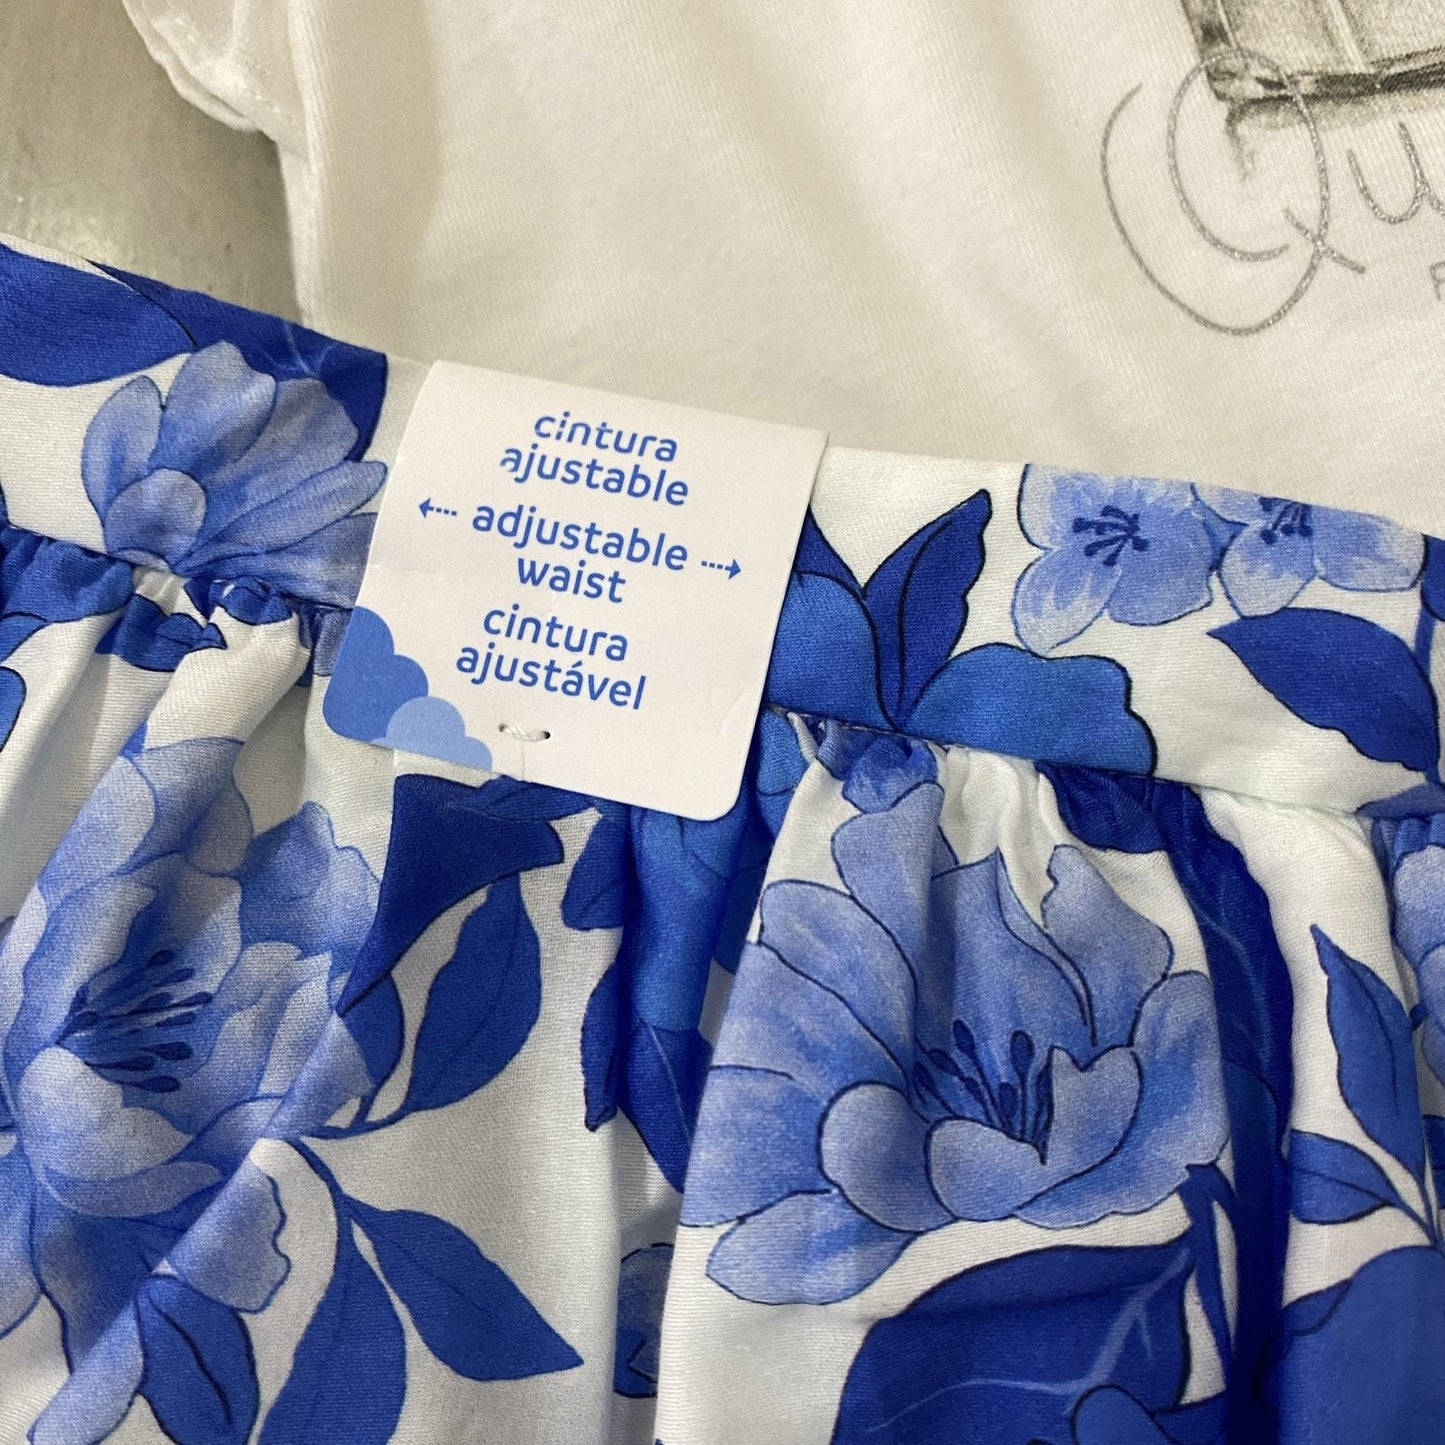 cintura
ajustable
adjustable
waist
cintura
ajustável